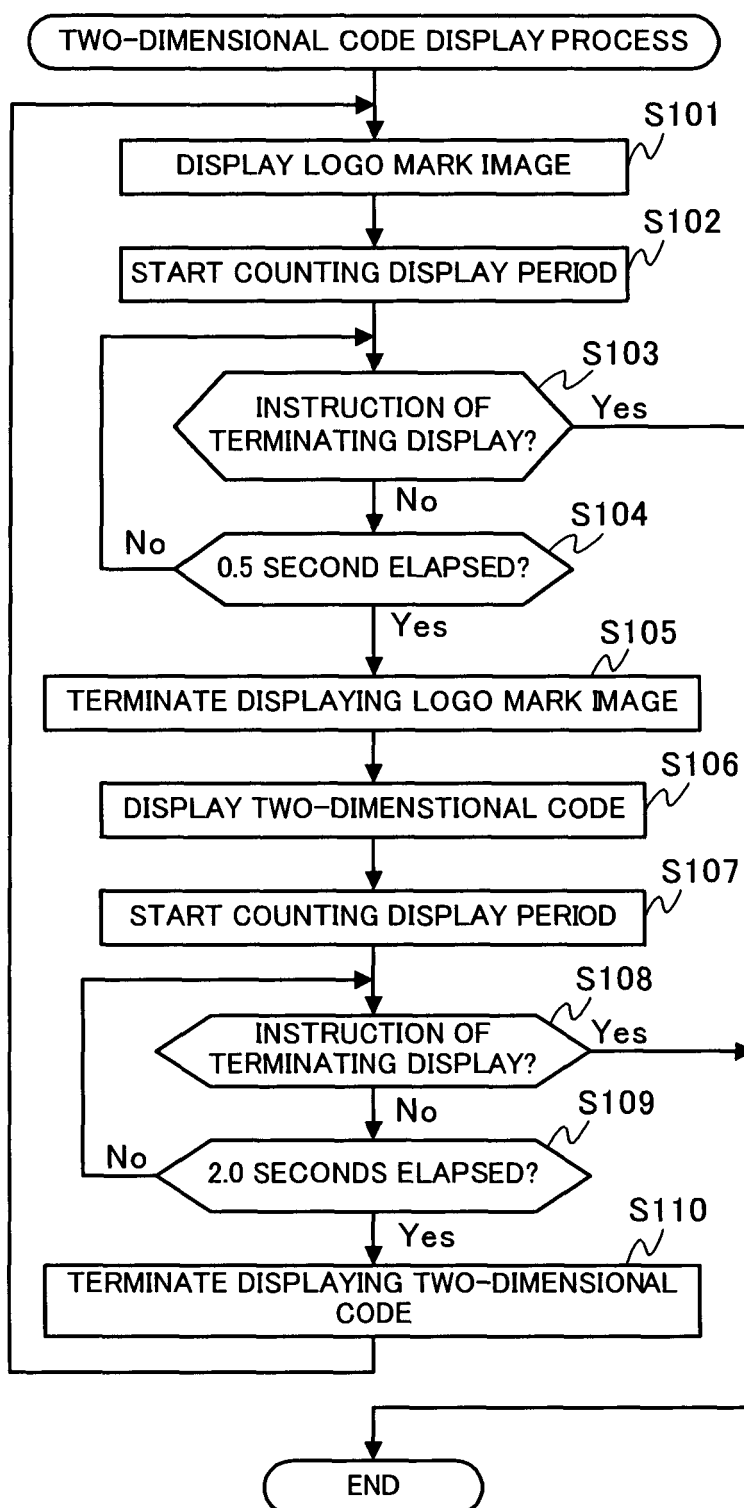 TWO-DIMENSIONAL CODE DISPLAY PROCESS
S101
DISPLAY LOGO MARK IMAGE
S102
START COUNTING DISPLAY PERIOD
S103
INSTRUCTION OF
TERMINATING DISPLAY?
Yes
No
S104
0.5 SECOND ELAPSED?
No
Yes
S105
TERMINATE DISPLAYING LOGO MARK IMAGE
S106
DISPLAY TWO-DIMENSTIONAL CODE
S107
START COUNTING DISPLAY PERIOD
S108
INSTRUCTION OF
TERMINATING DISPLAY?
Yes
No
S109
2.0 SECONDS ELAPSED?
No
Yes
S110
TERMINATE DISPLAYING TWO-DIMENSIONAL
CODE
END